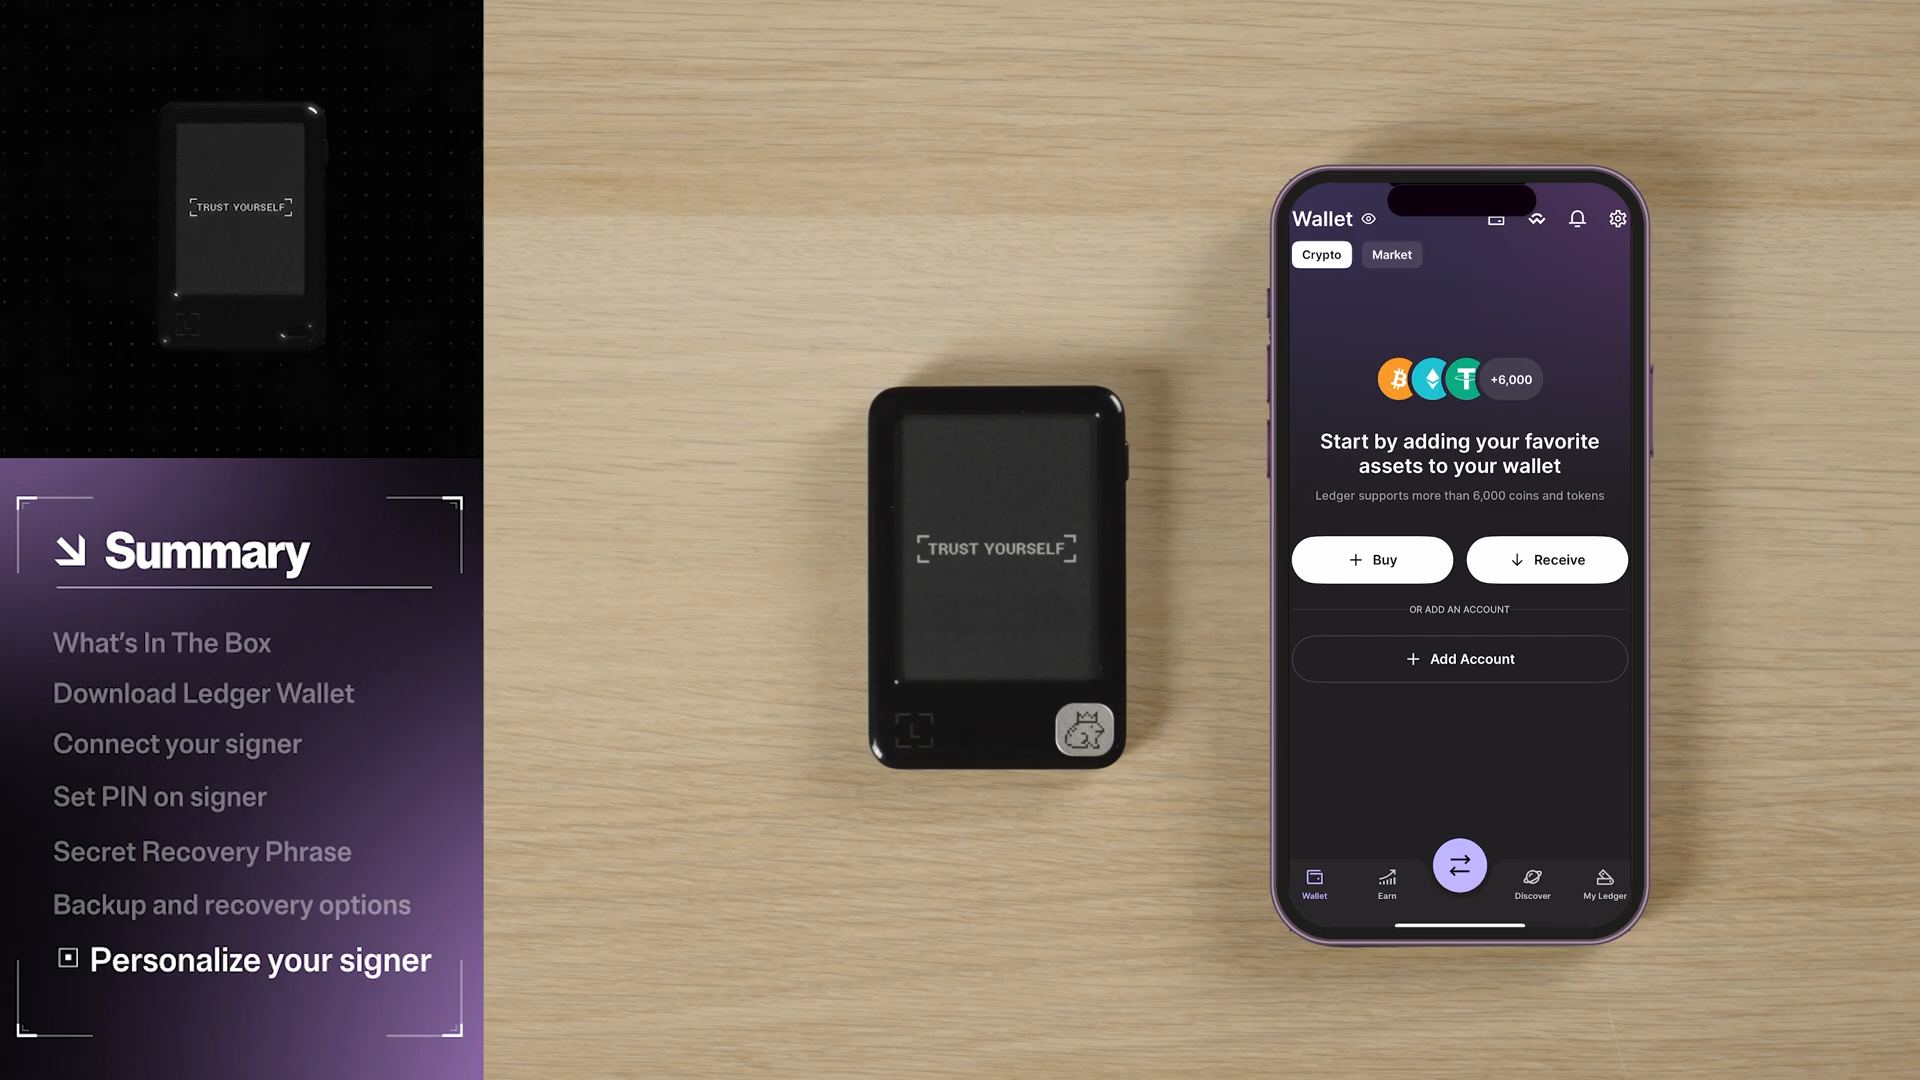 TRUST YOURSELF
Summary
What's In The Box
Download Ledger Wallet
Connect your signer
Set PIN on signer
Secret Recovery Phrase
Backup and recovery options
Personalize your signer
TRUST YOURSELF
Wallet
Crypto Market
+6,000
Start by adding your favorite
assets to your wallet
Ledger supports more than 6,000 coins and tokens
+ Buy
Receive
OR ADD AN ACCOUNT
+ Add Account
Wallet Earn Discover My Ledger